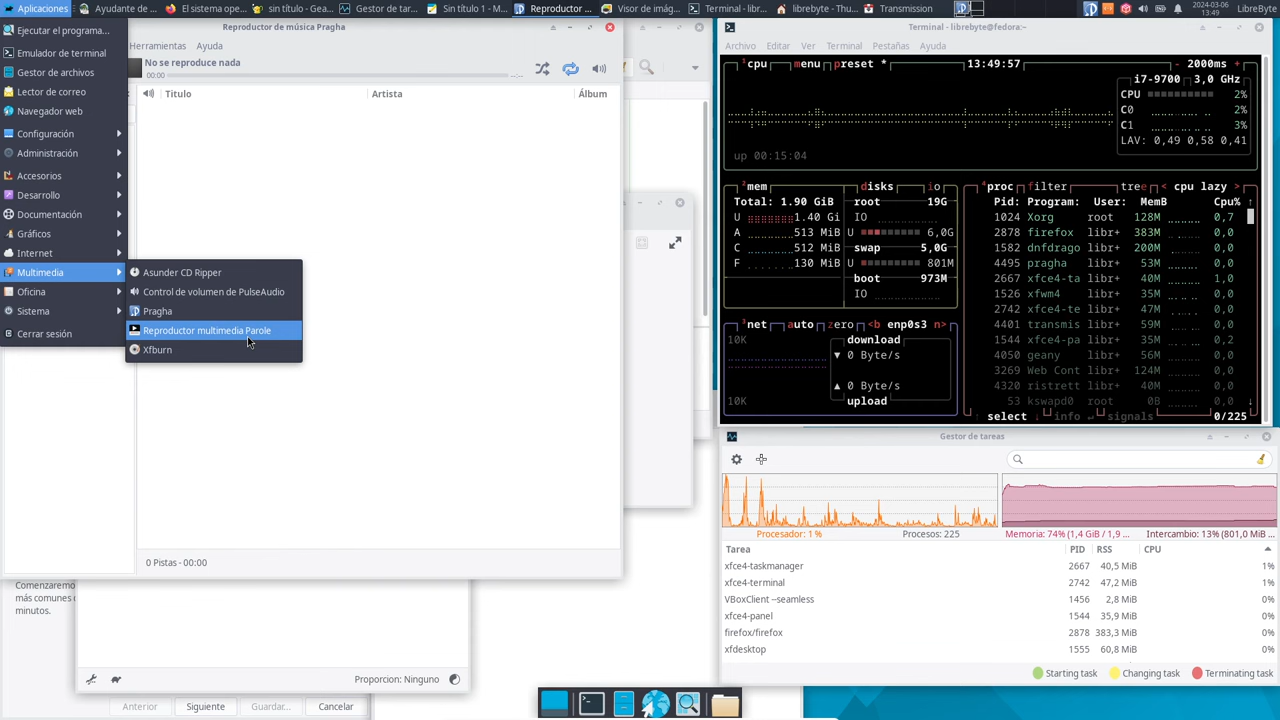 Aplicaciones
Ayudante de ...
El sistema ope...
sin título - Gea...
Gestor de tar...
Sin título 1 - M...
Reproductor ...
Visor de imág...
Terminal - libr...
librebyte - Thu...
Transmission
2024-03-06
13:49
LibreByte
Ejecutar el programa...
Emulador de terminal
Gestor de archivos
Lector de correo
Navegador web
Configuración
Administración
Accesorios
Desarrollo
Documentación
Gráficos
Internet
Multimedia
Oficina
Sistema
Cerrar sesión
Asunder CD Ripper
Control de volumen de PulseAudio
Pragha
Reproductor multimedia Parole
Xfburn
Reproductor de música Pragha
Herramientas
Ayuda
No se reproduce nada
00:00
--:--
Titulo
Artista
Álbum
0 Pistas - 00:00
Comenzaremo
más comunes o
minutos.
Proporcion: Ninguno
Anterior
Siguiente
Guardar...
Cancelar
Terminal - librebyte@fedora:~
Archivo Editar Ver Terminal Pestañas Ayuda
¹cpu menu preset * 13:49:57 - 2000ms +
i7-9700 3,0 GHz
CPU 2%
C0 2%
C1 3%
LAV: 0,49 0,58 0,41
up 00:15:04
²mem disks io
Total: 1.90 GiB
U 1.40 Gi
A 513 MiB
C 512 MiB
F 130 MiB
root 19G
IO
U 6,0G
swap 5,0G
U 801M
boot 973M
IO
³net auto zero <b enp0s3 n>
10K
download
▼ 0 Byte/s
▲ 0 Byte/s
upload
10K
⁴proc filter tree < cpu lazy >
Pid: Program: User: MemB Cpu% ↑
1024 Xorg root 128M 0,7
2878 firefox libr+ 383M 0,0
1582 dnfdrago libr+ 200M 0,0
4495 pragha libr+ 53M 0,0
2667 xfce4-ta libr+ 40M 1,0
1526 xfwm4 libr+ 35M 0,0
2742 xfce4-te libr+ 47M 0,0
4401 transmis libr+ 59M 0,0
1544 xfce4-pa libr+ 35M 0,2
4050 geany libr+ 56M 0,0
3269 Web Cont libr+ 124M 0,0
4320 ristrett libr+ 40M 0,0
53 kswapd0 root 0B 0,0 ↓
↑ select ↓ info ↵ signals 0/225
Gestor de tareas
Procesador: 1 %
Procesos: 225
Memoria: 74% (1,4 GiB / 1,9 ...
Intercambio: 13% (801,0 MiB ...
Tarea PID RSS CPU
xfce4-taskmanager 2667 40,5 MiB 1%
xfce4-terminal 2742 47,2 MiB 1%
VBoxClient --seamless 1456 2,8 MiB 0%
xfce4-panel 1544 35,9 MiB 0%
firefox/firefox 2878 383,3 MiB 0%
xfdesktop 1555 60,8 MiB 0%
Starting task
Changing task
Terminating task